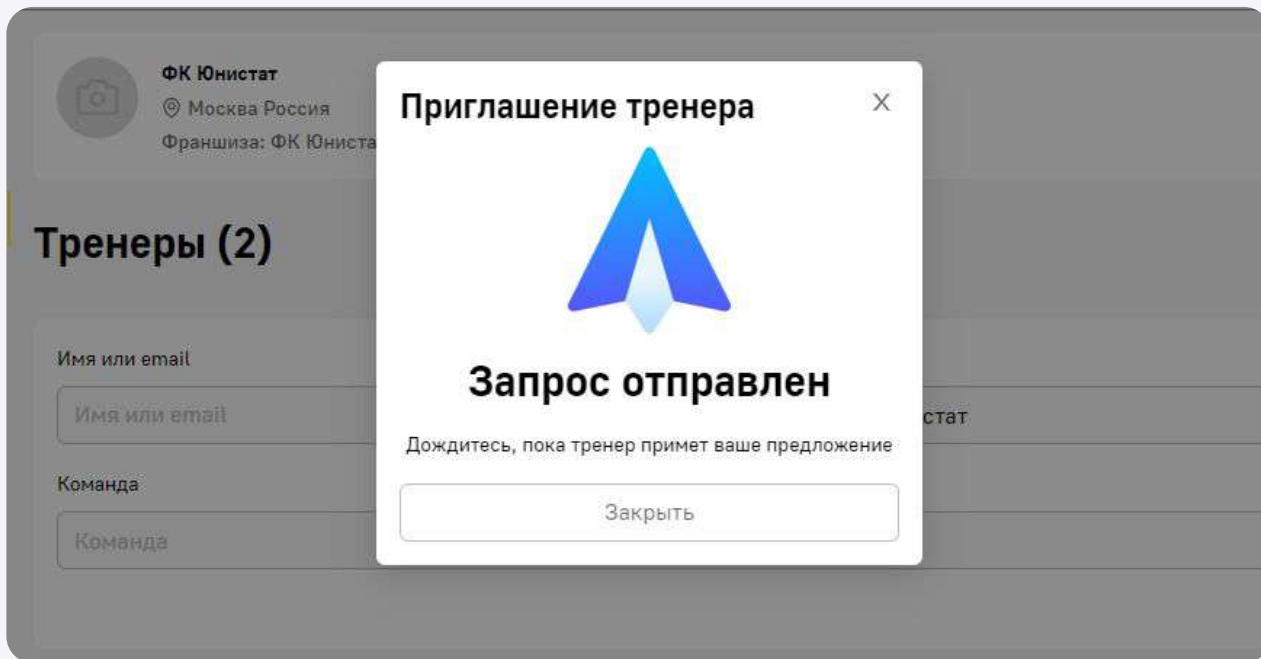 ФК Юнистат
Москва Россия
Франшиза: ФК Юниста
Приглашение тренера
X
Тренеры (2)
Запрос отправлен
Имя или email
Имя или email
стат
Дождитесь, пока тренер примет ваше предложение
Команда
Закрыть
Команда